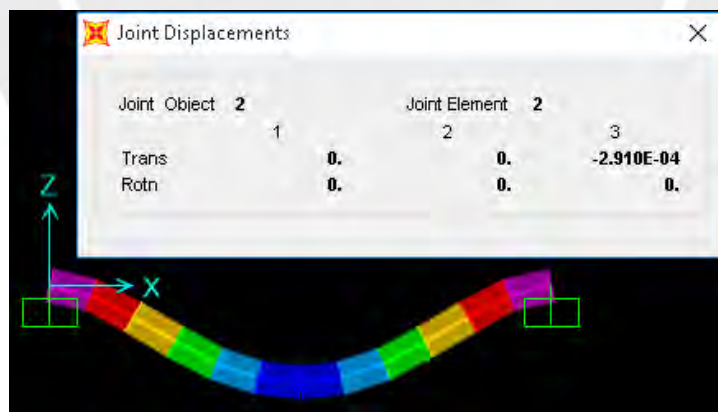 Joint Displacements
Joint Object 2 Joint Element 2
1 2 3
Trans 0. 0. -2.910E-04
Rotn 0. 0. 0.
Z
X